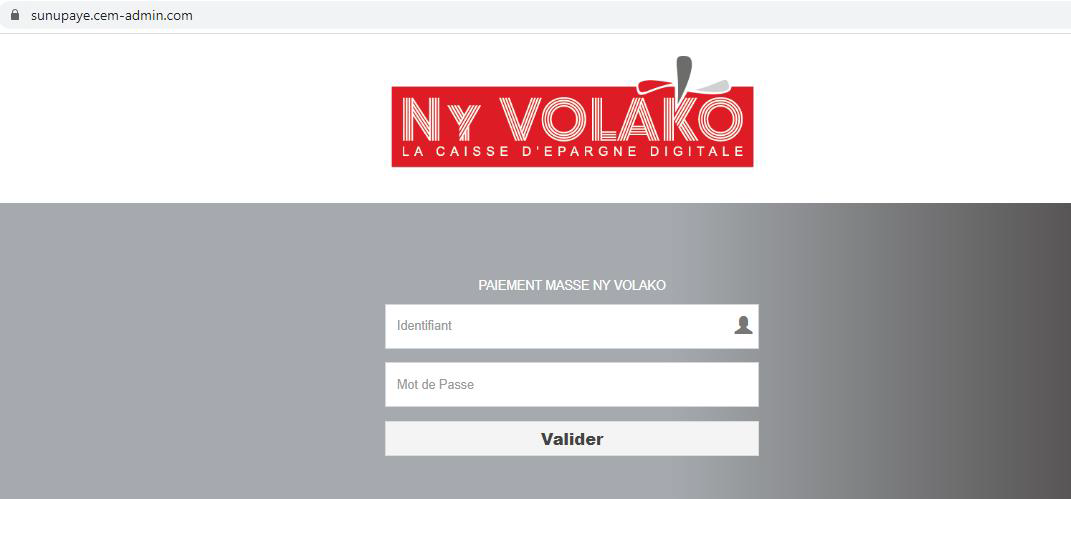 sunupaye.cem-admin.com
Ny VOLAKO
LA CAISSE D'EPARGNE DIGITALE
PAIEMENT MASSE NY VOLAKO
Identifiant
Mot de Passe
Valider